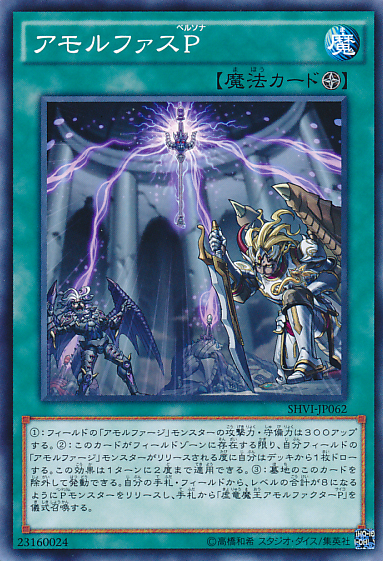 ペルソナ
アモルファスP
魔
まほう
【魔法カード】
SHVI-JP062
①:フィールドの「アモルファージ」モンスターの攻撃力・守備力は300アップ
する。②:このカードがフィールドゾーンに存在する限り、自分フィールドの
「アモルファージ」モンスターがリリースされる度に自分はデッキから1枚ドロー
する。この効果は1ターンに2度まで適用できる。③:墓地のこのカードを
除外して発動できる。自分の手札・フィールドから、レベルの合計が8になる
ようにPモンスターをリリースし、手札から「虚竜魔王アモルファクターP」を
儀式召喚する。
23160024
©高橋和希 スタジオ・ダイス/集英社